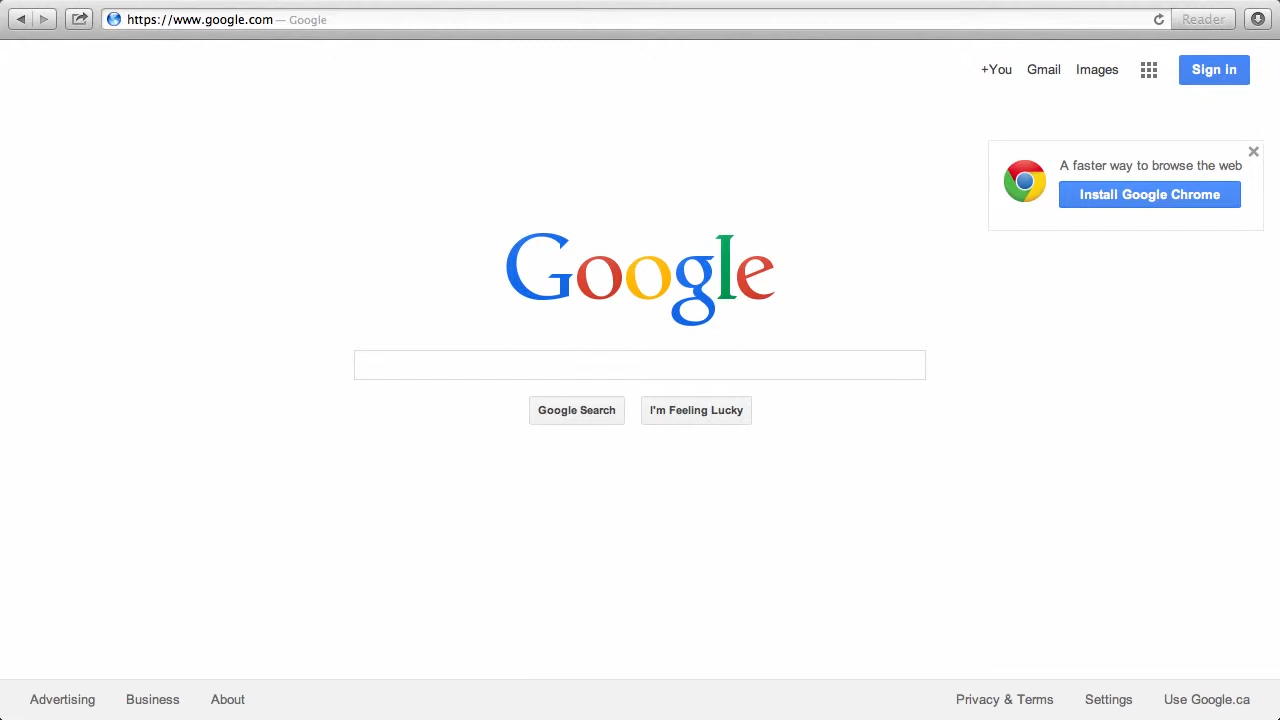 https://www.google.com — Google
Reader
+You Gmail Images Sign in
A faster way to browse the web
Install Google Chrome
Google
Google Search I'm Feeling Lucky
Advertising Business About Privacy & Terms Settings Use Google.ca